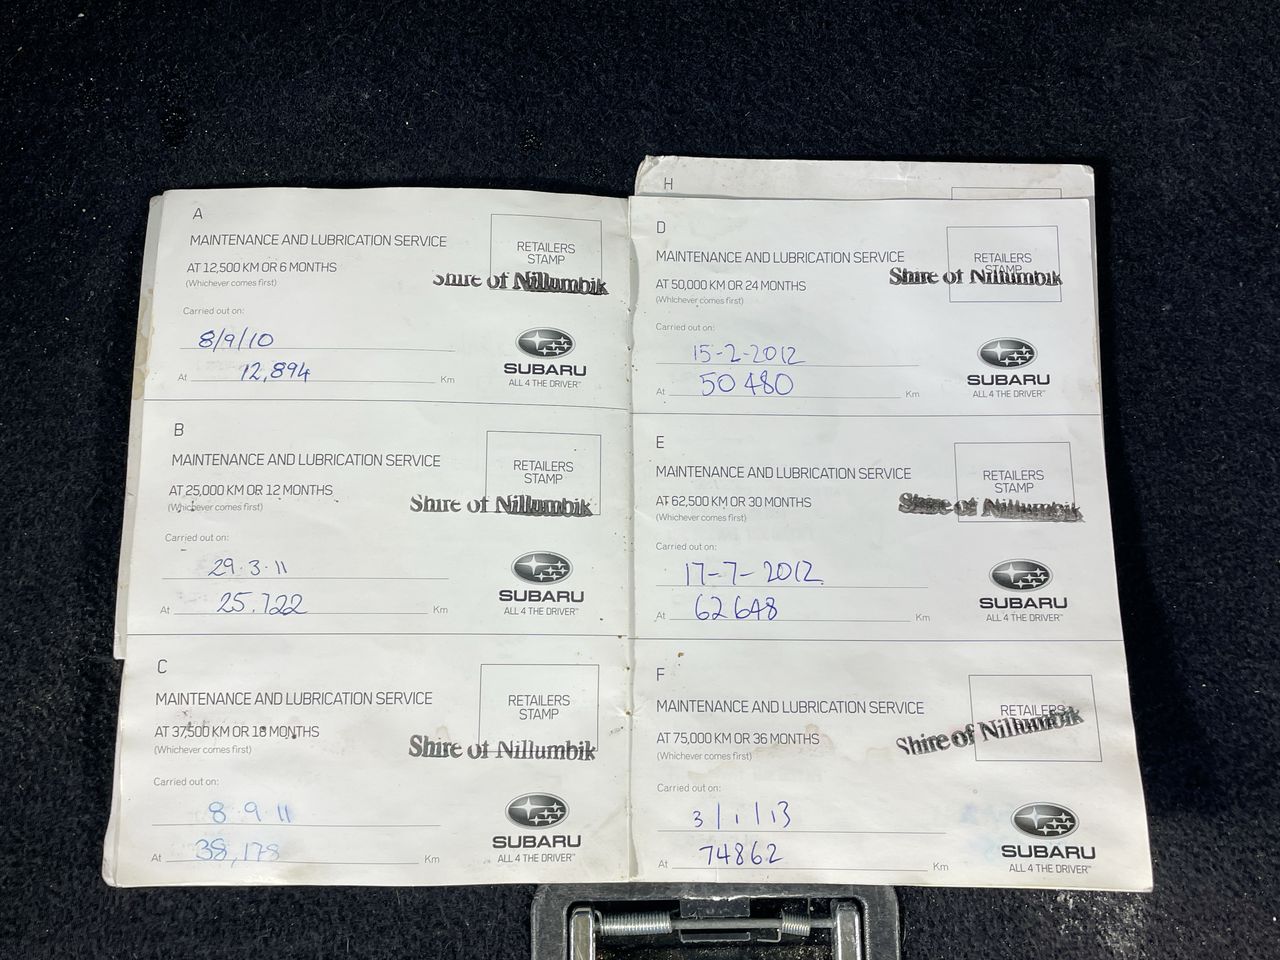 A
MAINTENANCE AND LUBRICATION SERVICE
AT 12,500 KM OR 6 MONTHS
(Whichever comes first)
RETAILERS
STAMP
Shire of Nillumbik
Carried out on:
8/9/10
At 12,894 Km
SUBARU
ALL 4 THE DRIVER™
B
MAINTENANCE AND LUBRICATION SERVICE
AT 25,000 KM OR 12 MONTHS
(Whichever comes first)
RETAILERS
STAMP
Shire of Nillumbik
Carried out on:
29.3.11
At 25,722 Km
SUBARU
ALL 4 THE DRIVER™
C
MAINTENANCE AND LUBRICATION SERVICE
AT 37,500 KM OR 18 MONTHS
(Whichever comes first)
RETAILERS
STAMP
Shire of Nillumbik
Carried out on:
8.9.11
At 38,178 Km
SUBARU
ALL 4 THE DRIVER™
H
D
MAINTENANCE AND LUBRICATION SERVICE
AT 50,000 KM OR 24 MONTHS
(Whichever comes first)
RETAILERS
STAMP
Shire of Nillumbik
Carried out on:
15-2-2012
At 50480 Km
SUBARU
ALL 4 THE DRIVER™
E
MAINTENANCE AND LUBRICATION SERVICE
AT 62,500 KM OR 30 MONTHS
(Whichever comes first)
RETAILERS
STAMP
Shire of Nillumbik
Carried out on:
17-7-2012
At 62648 Km
SUBARU
ALL 4 THE DRIVER™
F
MAINTENANCE AND LUBRICATION SERVICE
AT 75,000 KM OR 36 MONTHS
(Whichever comes first)
RETAILERS
Shire of Nillumbik
Carried out on:
3/1/13
At 74862 Km
SUBARU
ALL 4 THE DRIVER™